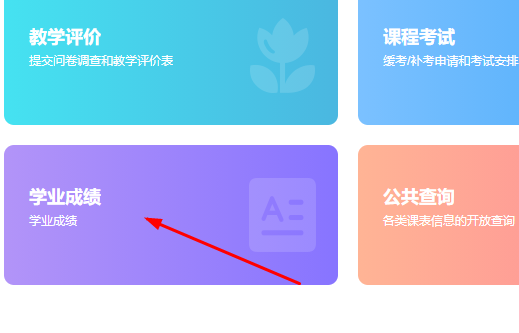 教学评价
提交问卷调查和教学评价表
课程考试
缓考/补考申请和考试安排
学业成绩
学业成绩
A
公共查询
各类课表信息的开放查询